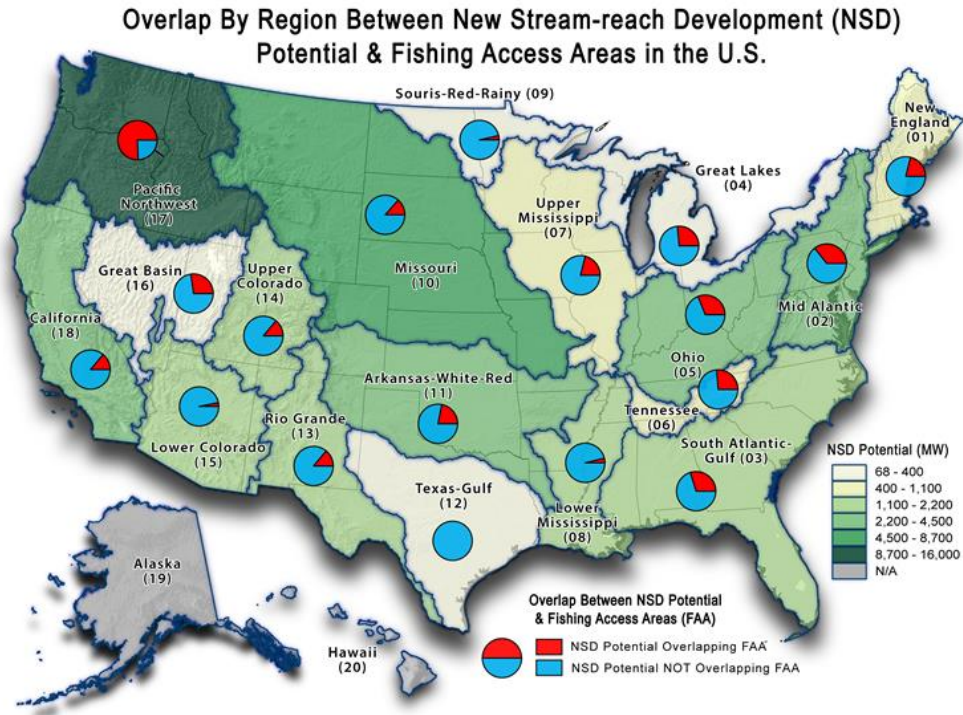 Overlap By Region Between New Stream-reach Development (NSD)
Potential & Fishing Access Areas in the U.S.
Souris-Red-Rainy (09)
New
England
(01)
Great Lakes
(04)
Pacific
Northwest
(17)
Upper
Mississippi
(07)
Great Basin
(16)
Upper
Colorado
(14)
Missouri
(10)
California
(18)
Mid Alantic
(02)
Ohio
(05)
Arkansas-White-Red
(11)
Tennessee
(06)
Rio Grande
(13)
Lower Colorado
(15)
South Atlantic-
Gulf (03)
Texas-Gulf
(12)
Lower
Mississippi
(08)
NSD Potential (MW)
68 - 400
400 - 1,100
1,100 - 2,200
2,200 - 4,500
4,500 - 8,700
8,700 - 16,000
N/A
Alaska
(19)
Hawaii
(20)
Overlap Between NSD Potential
& Fishing Access Areas (FAA)
NSD Potential Overlapping FAA
NSD Potential NOT Overlapping FAA